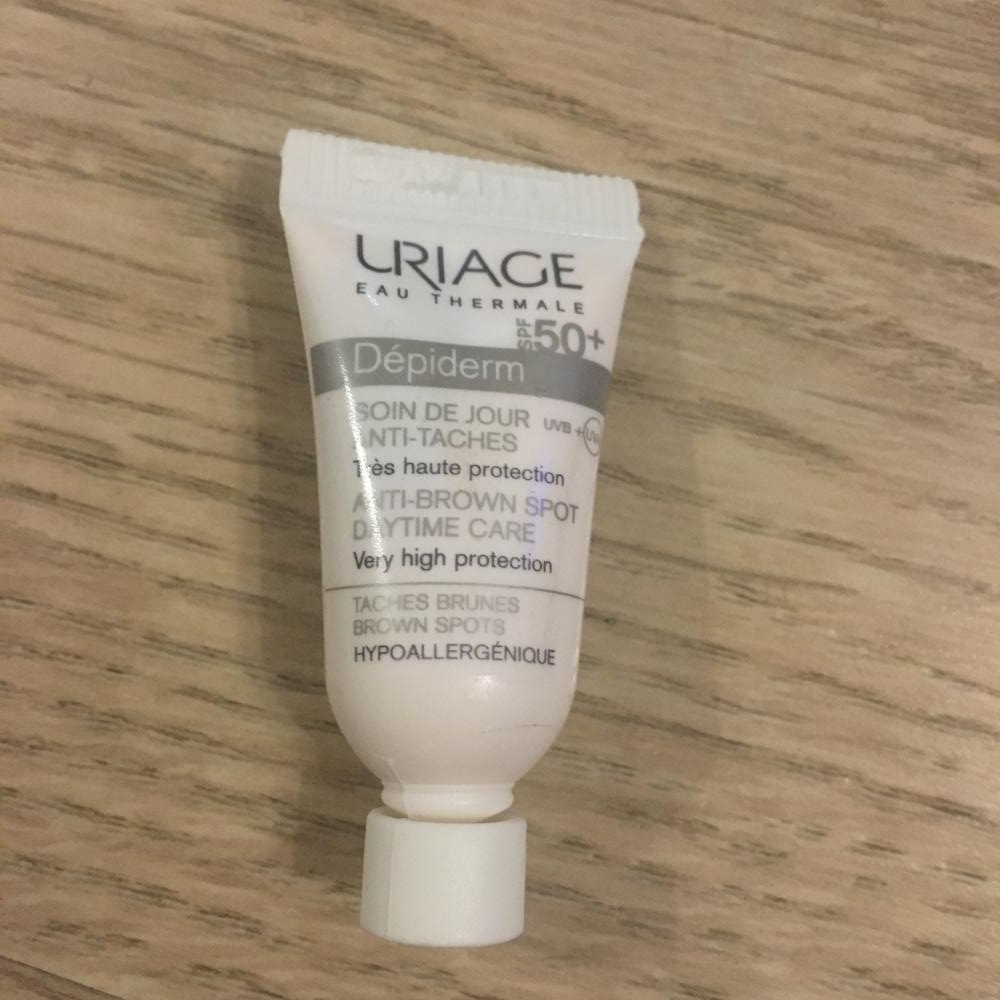 URIAGE
EAU THERMALE
SPF 50+
Dépiderm
SOIN DE JOUR
ANTI-TACHES
UVB + UVA
Très haute protection
ANTI-BROWN SPOT
DAYTIME CARE
Very high protection
TACHES BRUNES
BROWN SPOTS
HYPOALLERGÉNIQUE